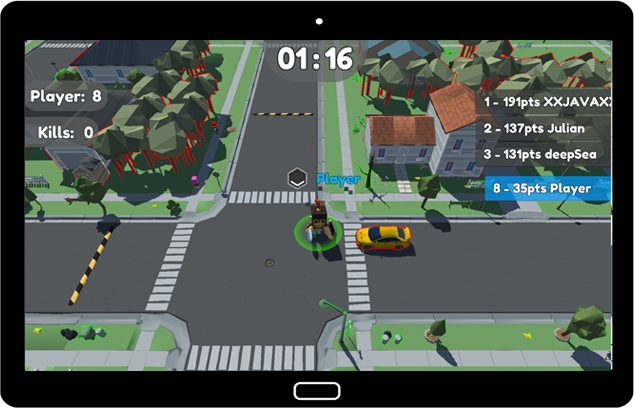 01:16
Player: 8
Kills: 0
1 - 191pts XXJAVAX
2 - 137pts Julian
3 - 131pts deepSea
8 - 35pts Player
Player